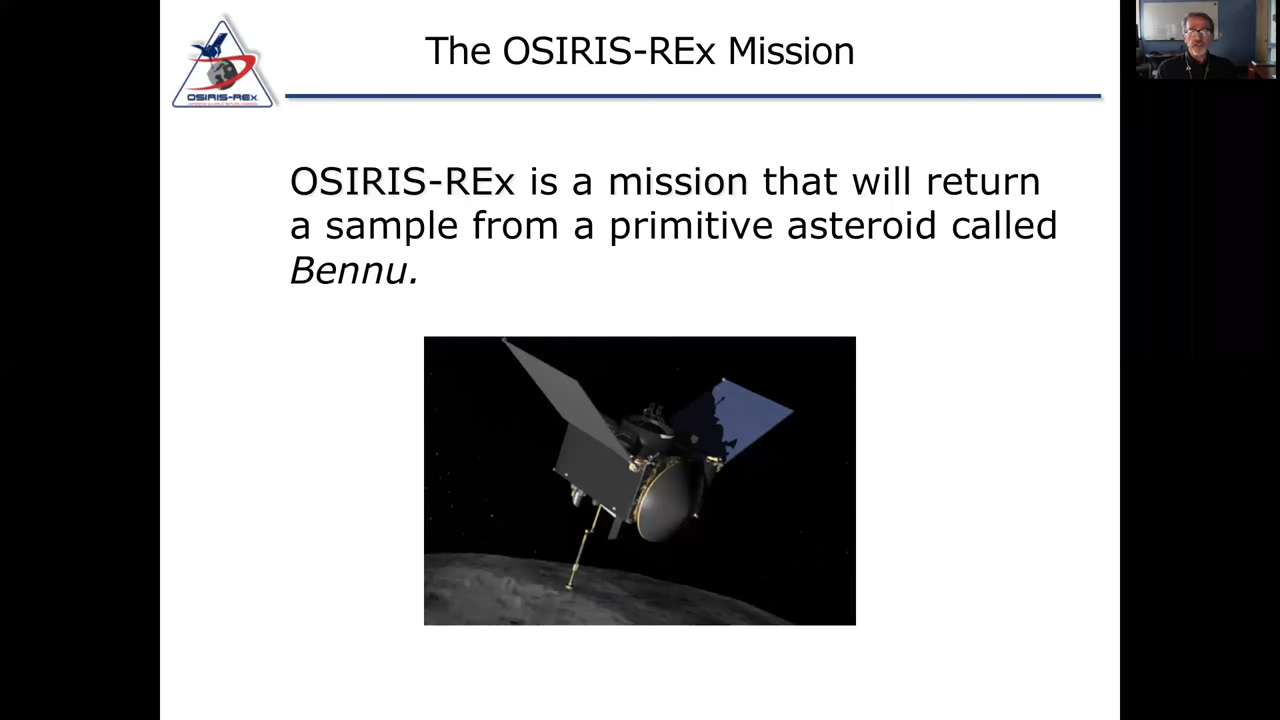 The OSIRIS-REx Mission
OSIRIS-REx
OSIRIS-REx is a mission that will return
a sample from a primitive asteroid called
Bennu.